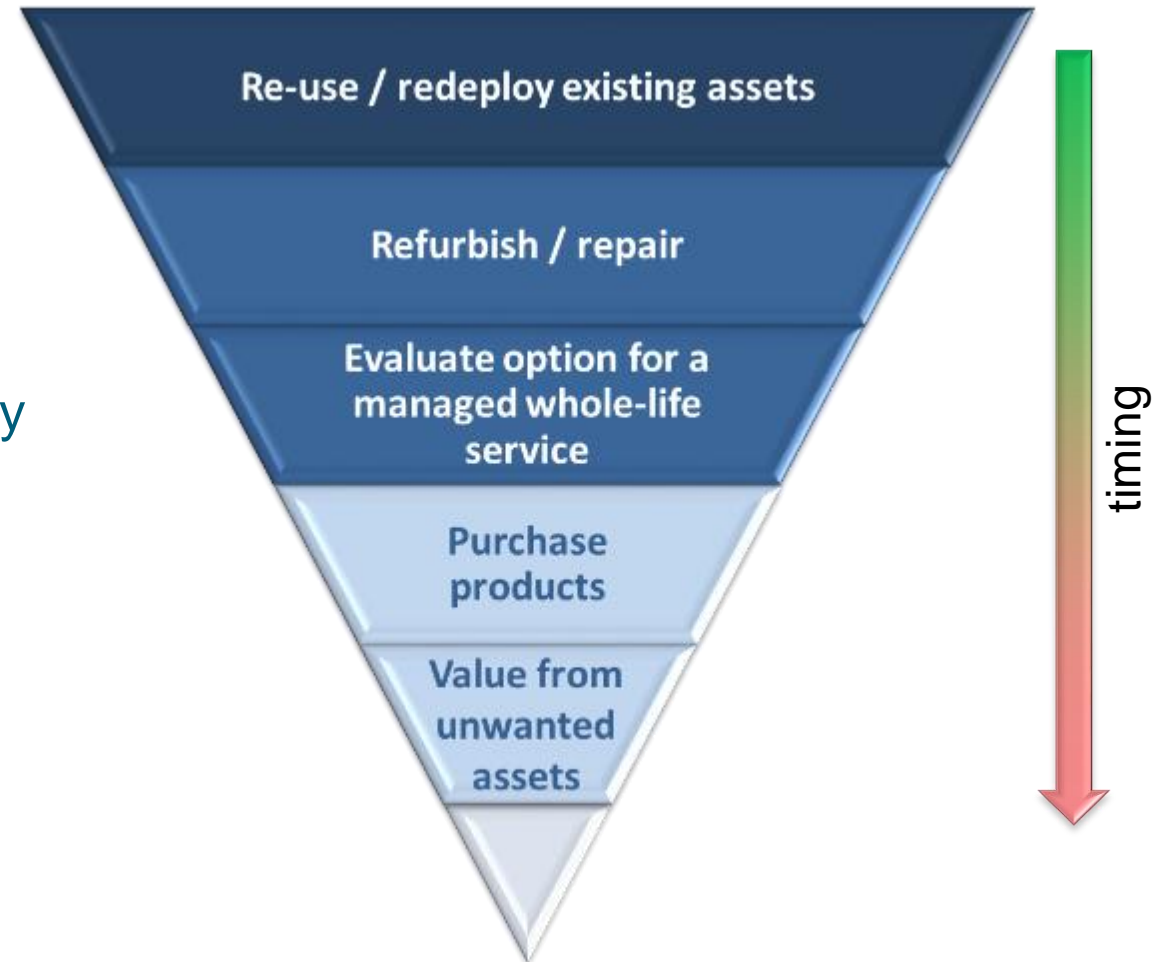 Re-use / redeploy existing assets
Refurbish / repair
Evaluate option for a
managed whole-life
service
y
Purchase
products
Value from
unwanted
assets
timing